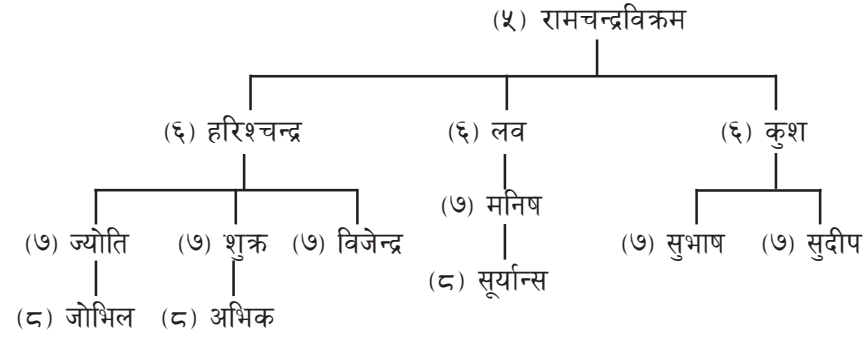 (५) रामचन्द्रविक्रम
(६) हरिश्चन्द्र (६) लव (६) कुश
(७) मनिष
(७) ज्योति (७) शुक्र (७) विजेन्द्र (७) सुभाष (७) सुदीप
(८) सूर्यान्स
(८) जोभिल (८) अभिक